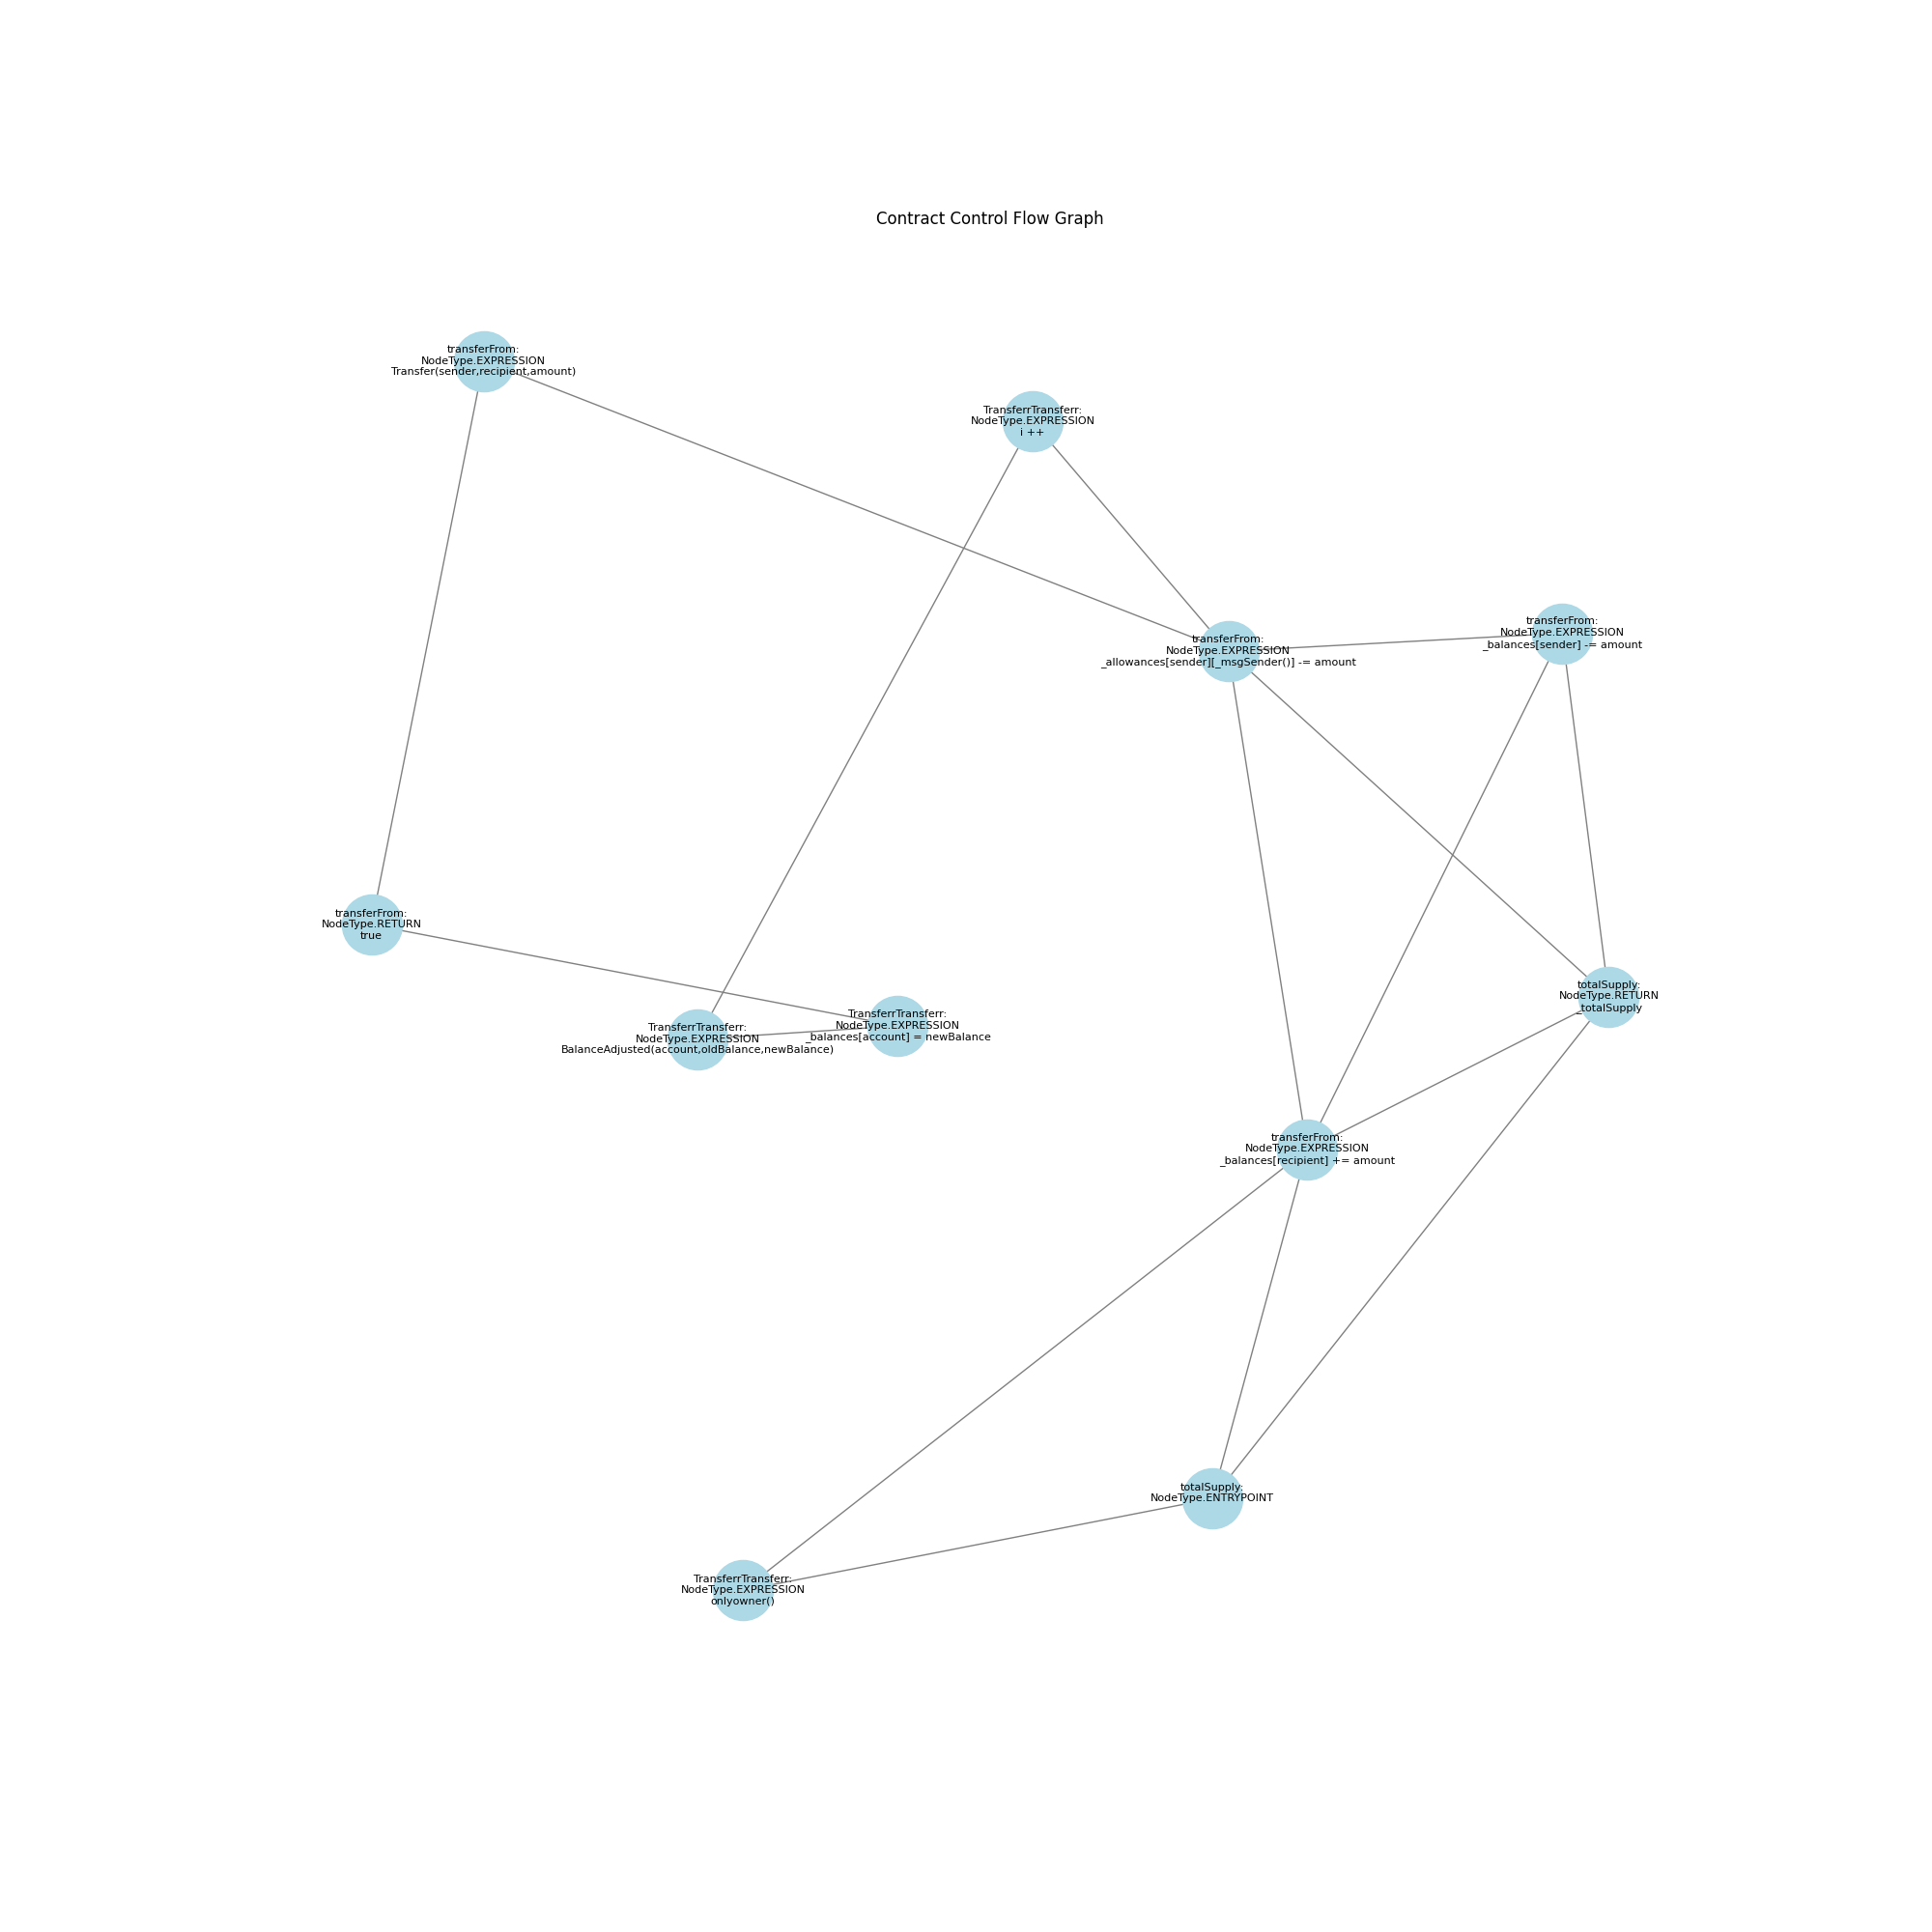 Contract Control Flow Graph
transferFrom:
NodeType.EXPRESSION
Transfer(sender,recipient,amount)
TransferrTransferr:
NodeType.EXPRESSION
i ++
transferFrom:
NodeType.EXPRESSION
_balances[sender] -= amount
transferFrom:
NodeType.EXPRESSION
_allowances[sender][_msgSender()] -= amount
transferFrom:
NodeType.RETURN
true
totalSupply:
NodeType.RETURN
_totalSupply
TransferrTransferr:
NodeType.EXPRESSION
_balances[account] = newBalance
TransferrTransferr:
NodeType.EXPRESSION
BalanceAdjusted(account,oldBalance,newBalance)
transferFrom:
NodeType.EXPRESSION
_balances[recipient] += amount
totalSupply:
NodeType.ENTRYPOINT
TransferrTransferr:
NodeType.EXPRESSION
onlyowner()